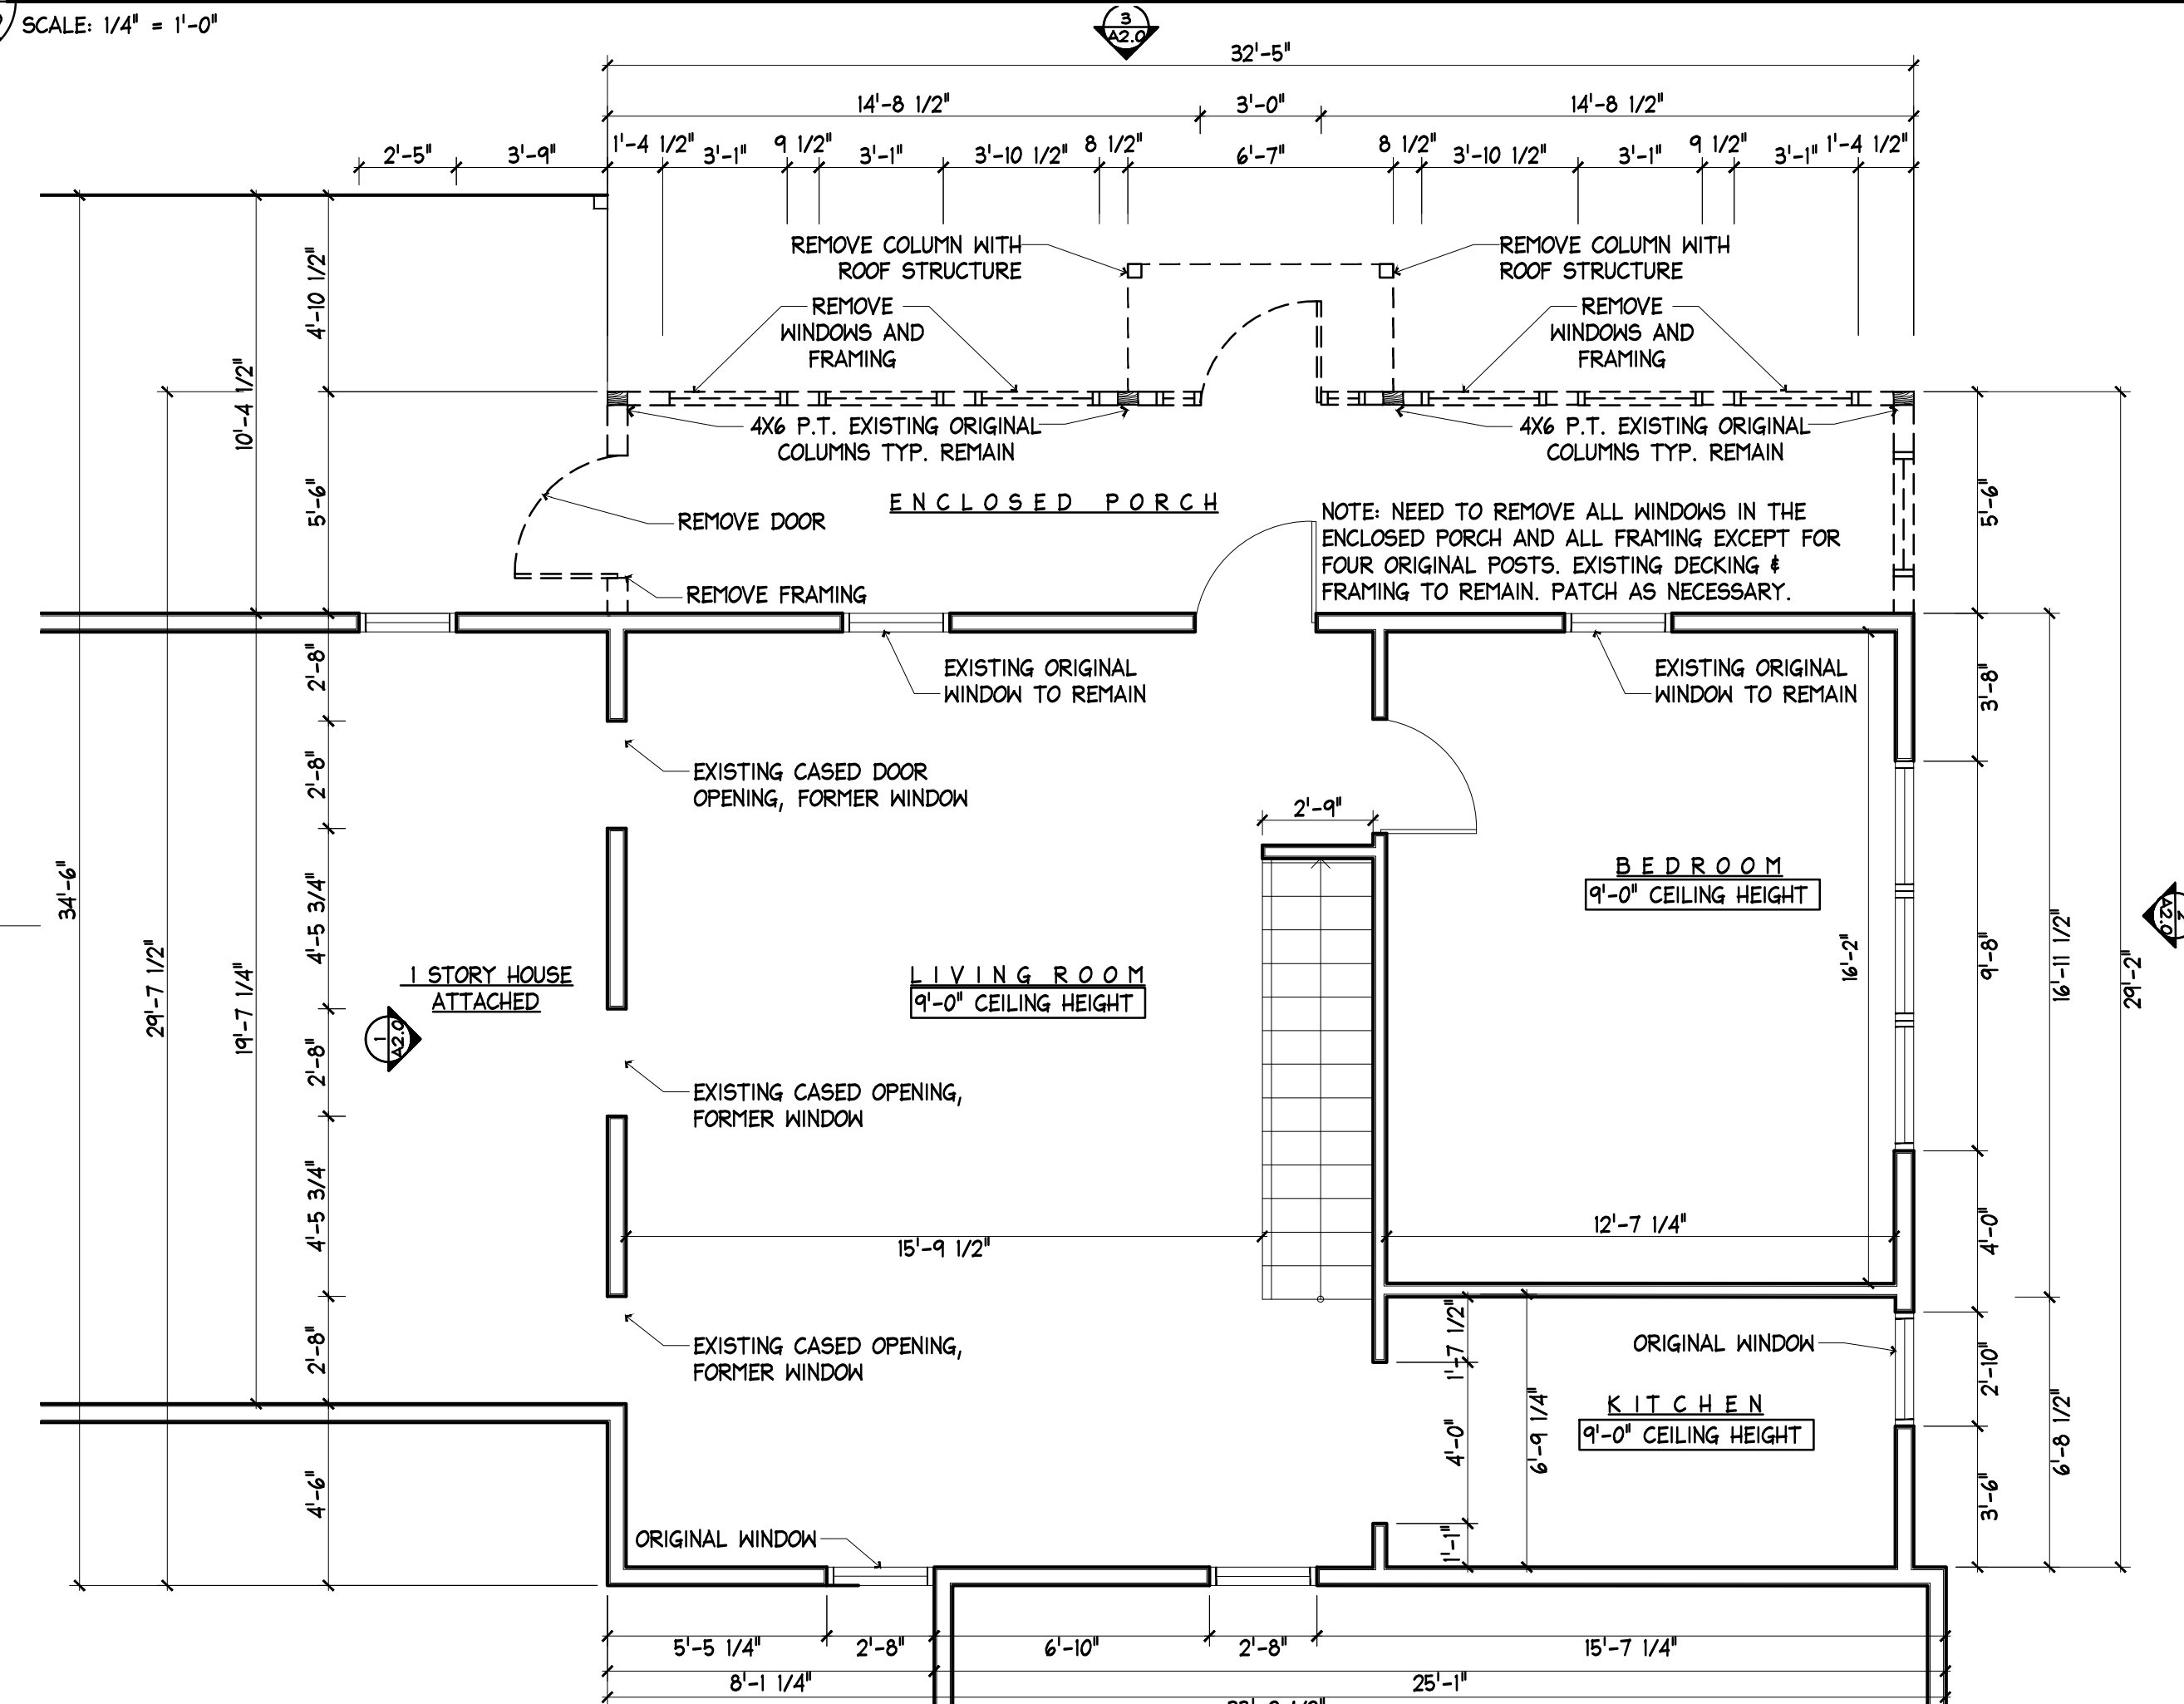 SCALE: 1/4" = 1'-0"
3
A2.0
32'-5"
14'-8 1/2"
3'-0"
14'-8 1/2"
2'-5"
3'-9"
1'-4 1/2"
3'-1"
9 1/2"
3'-1"
3'-10 1/2"
8 1/2"
6'-7"
8 1/2"
3'-10 1/2"
3'-1"
9 1/2"
3'-1"
1'-4 1/2"
REMOVE COLUMN WITH
ROOF STRUCTURE
REMOVE COLUMN WITH
ROOF STRUCTURE
REMOVE
WINDOWS AND
FRAMING
REMOVE
WINDOWS AND
FRAMING
4'-10 1/2"
10'-4 1/2"
5'-6"
4X6 P.T. EXISTING ORIGINAL
COLUMNS TYP. REMAIN
4X6 P.T. EXISTING ORIGINAL
COLUMNS TYP. REMAIN
ENCLOSED PORCH
REMOVE DOOR
REMOVE FRAMING
NOTE: NEED TO REMOVE ALL WINDOWS IN THE
ENCLOSED PORCH AND ALL FRAMING EXCEPT FOR
FOUR ORIGINAL POSTS. EXISTING DECKING &
FRAMING TO REMAIN. PATCH AS NECESSARY.
5'-6"
2'-8"
EXISTING ORIGINAL
WINDOW TO REMAIN
EXISTING ORIGINAL
WINDOW TO REMAIN
3'-8"
2'-8"
EXISTING CASED DOOR
OPENING, FORMER WINDOW
2'-9"
34'-6"
29'-7 1/2"
19'-7 1/4"
4'-5 3/4"
BEDROOM
9'-0" CEILING HEIGHT
16'-2"
9'-8"
16'-11 1/2"
29'-2"
2
A2.0
1 STORY HOUSE
ATTACHED
1
A2.0
LIVING ROOM
9'-0" CEILING HEIGHT
2'-8"
EXISTING CASED OPENING,
FORMER WINDOW
4'-5 3/4"
15'-9 1/2"
12'-7 1/4"
4'-0"
2'-8"
EXISTING CASED OPENING,
FORMER WINDOW
1'-7 1/2"
ORIGINAL WINDOW
2'-10"
KITCHEN
9'-0" CEILING HEIGHT
4'-0"
6'-9 1/4"
6'-8 1/2"
4'-6"
3'-6"
ORIGINAL WINDOW
1'-1"
5'-5 1/4"
2'-8"
6'-10"
2'-8"
15'-7 1/4"
8'-1 1/4"
25'-1"